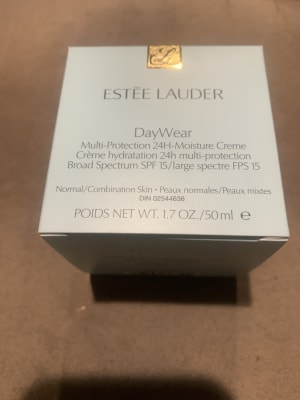 ESTĒE LAUDER
DayWear
Multi-Protection 24H-Moisture Creme
Crème hydratation 24h multi-protection
Broad Spectrum SPF 15/large spectre FPS 15
Normal/Combination Skin • Peaux normales/Peaux mixtes
DIN 02544636
POIDS NET WT. 1.7 OZ./50 ml ℮